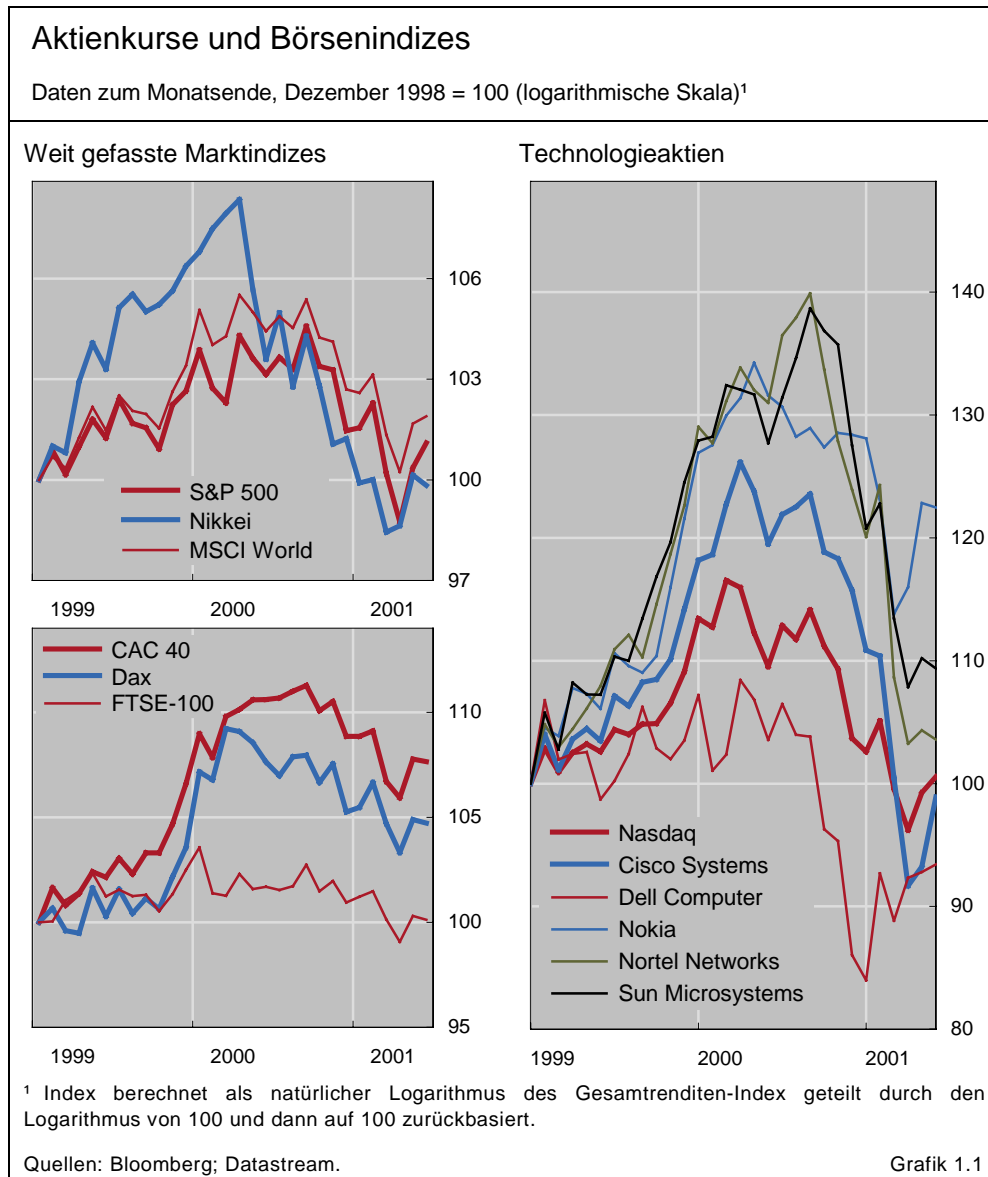 Aktienkurse und Börsenindizes
Daten zum Monatsende, Dezember 1998 = 100 (logarithmische Skala)¹
Weit gefasste Marktindizes
106
103
100
97
S&P 500
Nikkei
MSCI World
1999 2000 2001
CAC 40
Dax
FTSE-100
110
105
100
95
1999 2000 2001
Technologieaktien
140
130
120
110
100
90
80
Nasdaq
Cisco Systems
Dell Computer
Nokia
Nortel Networks
Sun Microsystems
1999 2000 2001
¹ Index berechnet als natürlicher Logarithmus des Gesamtrenditen-Index geteilt durch den
Logarithmus von 100 und dann auf 100 zurückbasiert.
Quellen: Bloomberg; Datastream. Grafik 1.1